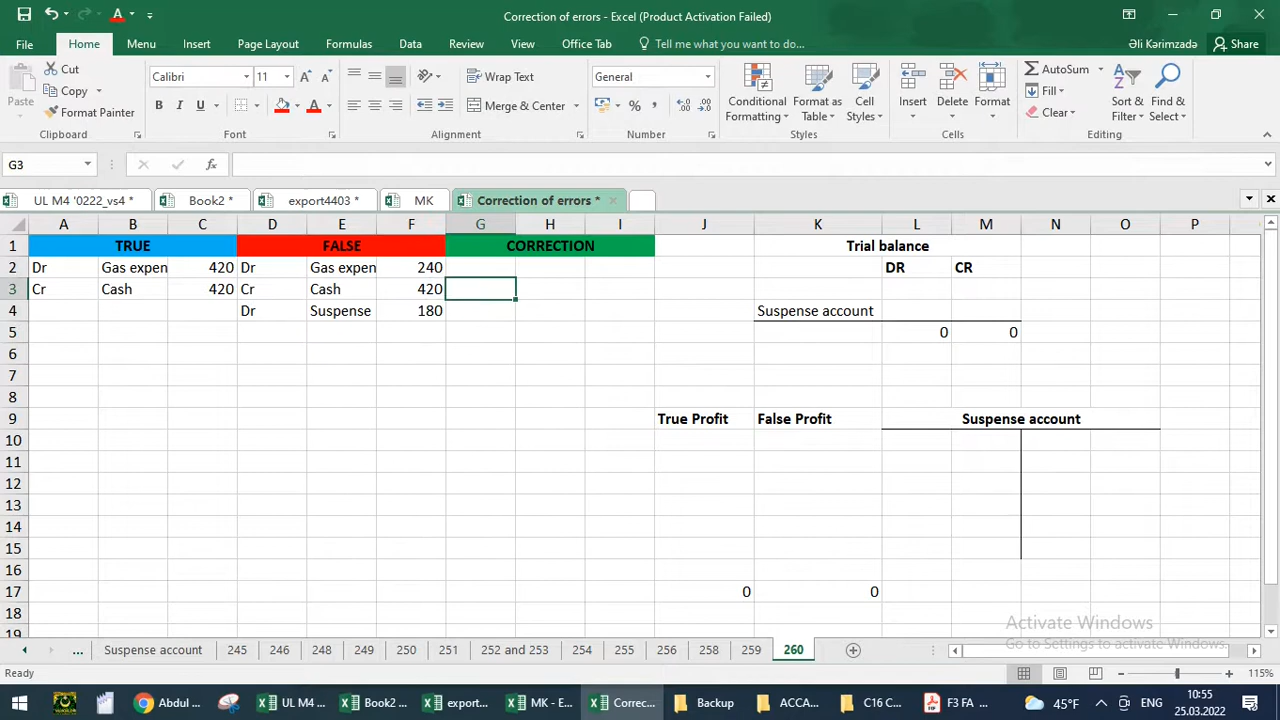 Correction of errors - Excel (Product Activation Failed)
File Home Menu Insert Page Layout Formulas Data Review View Office Tab Tell me what you want to do... Əli Kərimzadə Share
Paste Cut Copy Format Painter Clipboard
Calibri 11 B I U A Font
Wrap Text Merge & Center Alignment
General % , Number
Conditional Formatting Format as Table Cell Styles Styles
Insert Delete Format Cells
AutoSum Fill Clear Sort & Filter Find & Select Editing
G3 fx
UL M4 '0222_vs4 * Book2 * export4403 * MK Correction of errors *
A B C D E F G H I J K L M N O P
1 TRUE FALSE CORRECTION Trial balance
2 Dr Gas expen 420 Dr Gas expen 240 DR CR
3 Cr Cash 420 Cr Cash 420
4 Dr Suspense 180 Suspense account
5 0 0
6
7
8
9 True Profit False Profit Suspense account
10
11
12
13
14
15
16
17 0 0
18
19
Activate Windows
Go to Settings to activate Windows.
... Suspense account 245 246 248 249 250 251 252 and 253 254 255 256 257 258 259 260
Ready 115%
Abdul ... UL M4 ... Book2 ... export... MK - E... Correc... Backup ACCA... C16 C... F3 FA ... 45°F ENG 10:55
25.03.2022